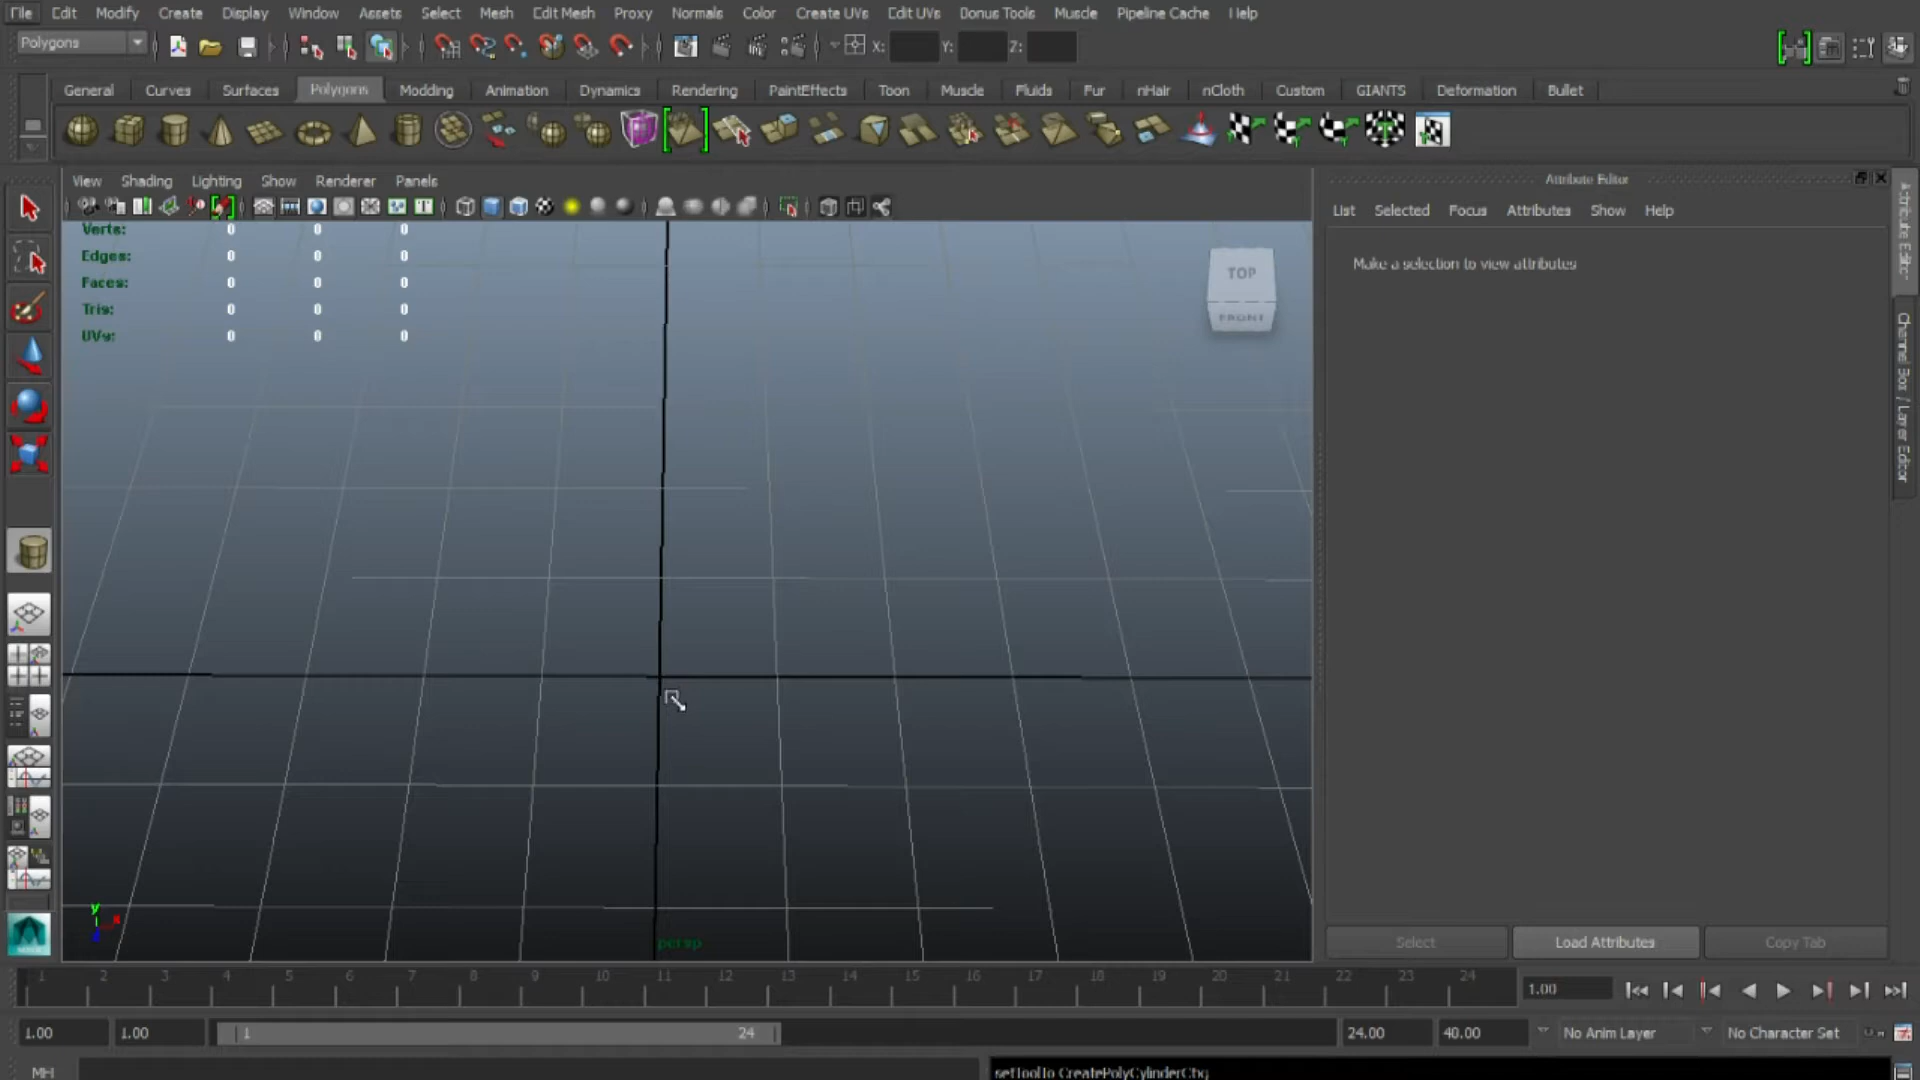 File Edit Modify Create Display Window Assets Select Mesh Edit Mesh Proxy Normals Color Create UVs Edit UVs Bonus Tools Muscle Pipeline Cache Help
Polygons X: Y: Z:
General Curves Surfaces Polygons Modding Animation Dynamics Rendering PaintEffects Toon Muscle Fluids Fur nHair nCloth Custom GIANTS Deformation Bullet
View Shading Lighting Show Renderer Panels
Attribute Editor
List Selected Focus Attributes Show Help
Make a selection to view attributes
Verts: 0 0 0
Edges: 0 0 0
Faces: 0 0 0
Tris: 0 0 0
UVs: 0 0 0
TOP
FRONT
Attribute Editor
Channel Box / Layer Editor
y x
persp
Select Load Attributes Copy Tab
1 2 3 4 5 6 7 8 9 10 11 12 13 14 15 16 17 18 19 20 21 22 23 24 1.00
1.00 1.00 1 24 24.00 40.00 No Anim Layer No Character Set
setToolTo CreatePolyCylinderCtx;